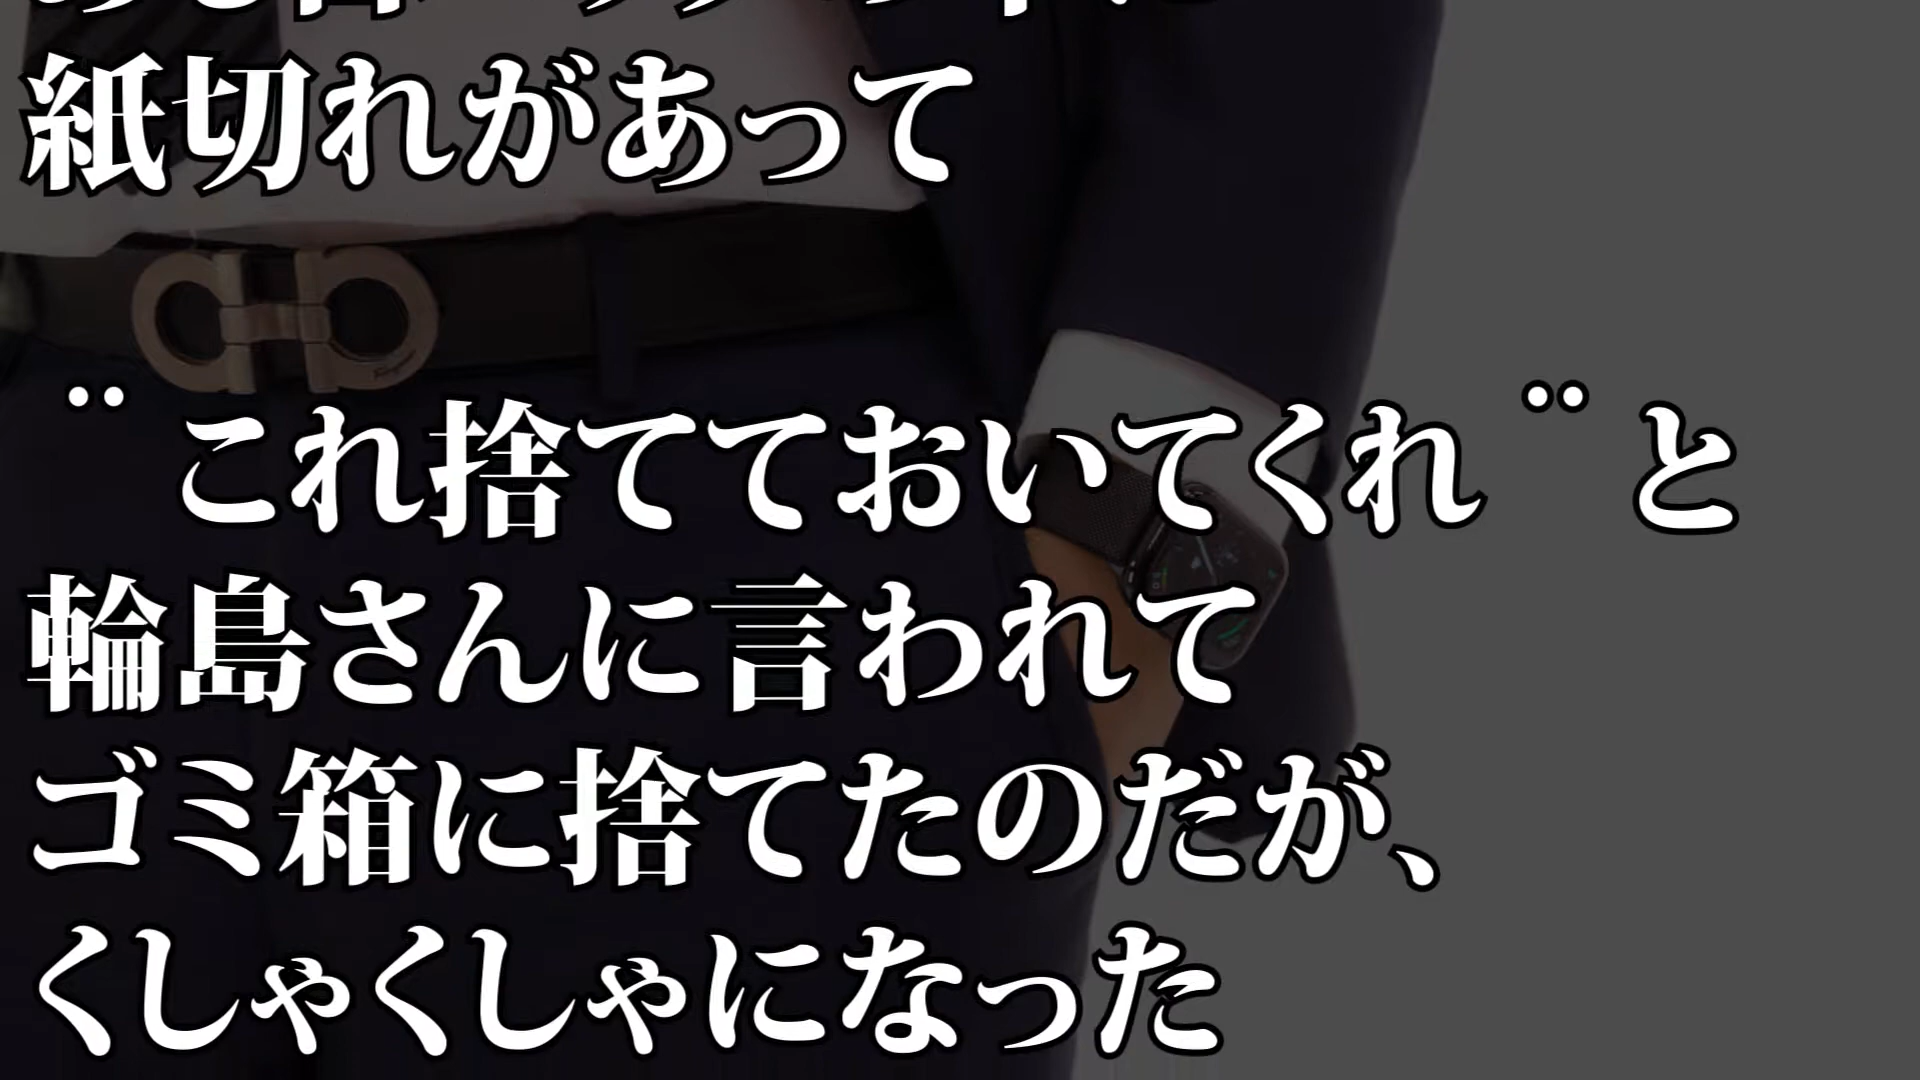 紙切れがあって
¨これ捨てておいてくれ¨と
輪島さんに言われて
ゴミ箱に捨てたのだが、
くしゃくしゃになった